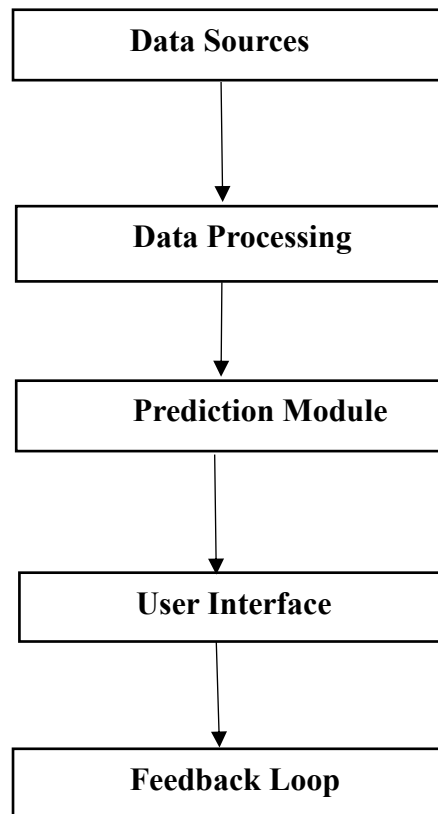 Data Sources
Data Processing
Prediction Module
User Interface
Feedback Loop